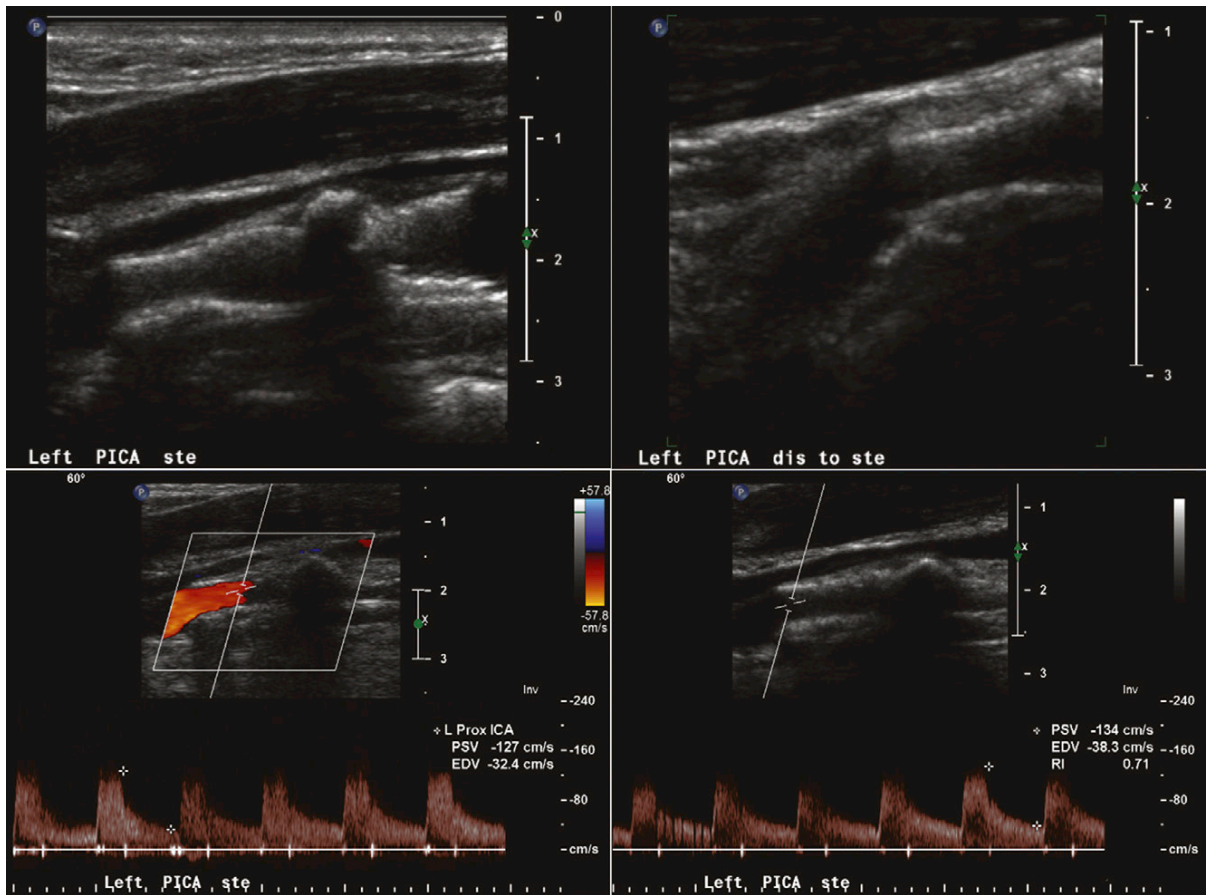 P
0
1
x
2
3
Left PICA ste
P
1
x
2
3
Left PICA dis to ste
60°
P
+57.8
-57.8
cm/s
1
2
x
3
Inv
-240
L Prox ICA
PSV -127 cm/s
EDV -32.4 cm/s
-160
-80
cm/s
Left PICA ste
60°
P
1
x
2
3
Inv
-240
PSV -134 cm/s
EDV -38.3 cm/s
RI 0.71
-160
-80
cm/s
Left PICA ste